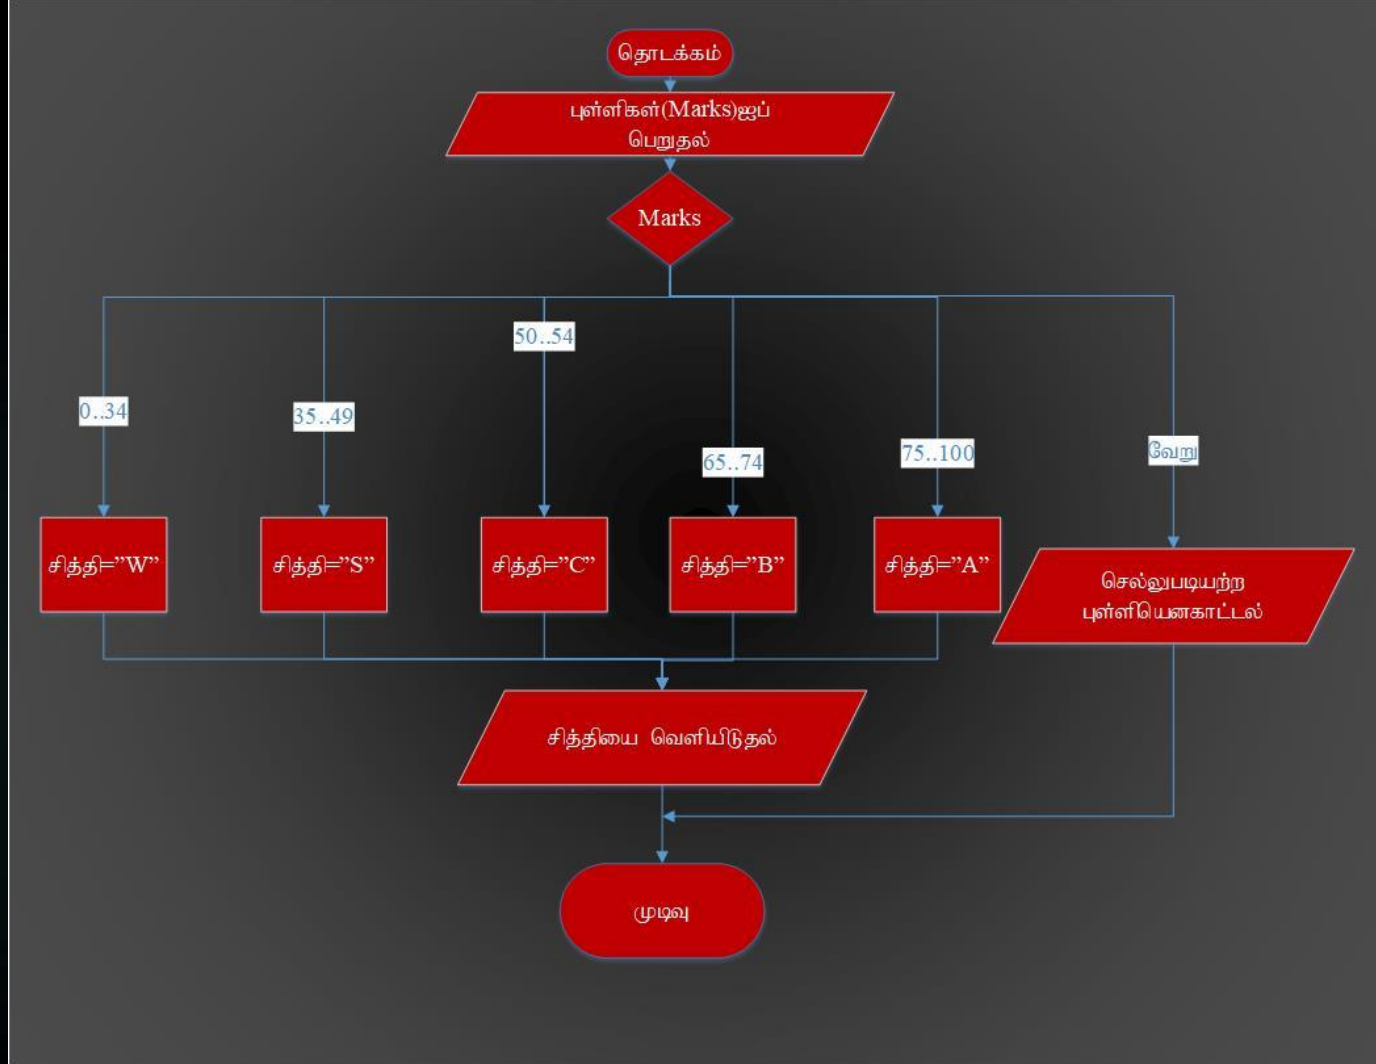 தொடக்கம்
புள்ளிகள்(Marks)ஐப்
பெறுதல்
Marks
50..54
0..34
35..49
65..74
75..100
வேறு
சித்தி=”W”
சித்தி=”S”
சித்தி=”C”
சித்தி=”B”
சித்தி=”A”
செல்லுபடியற்ற
புள்ளியெனகாட்டல்
சித்தியை வெளியிடுதல்
முடிவு